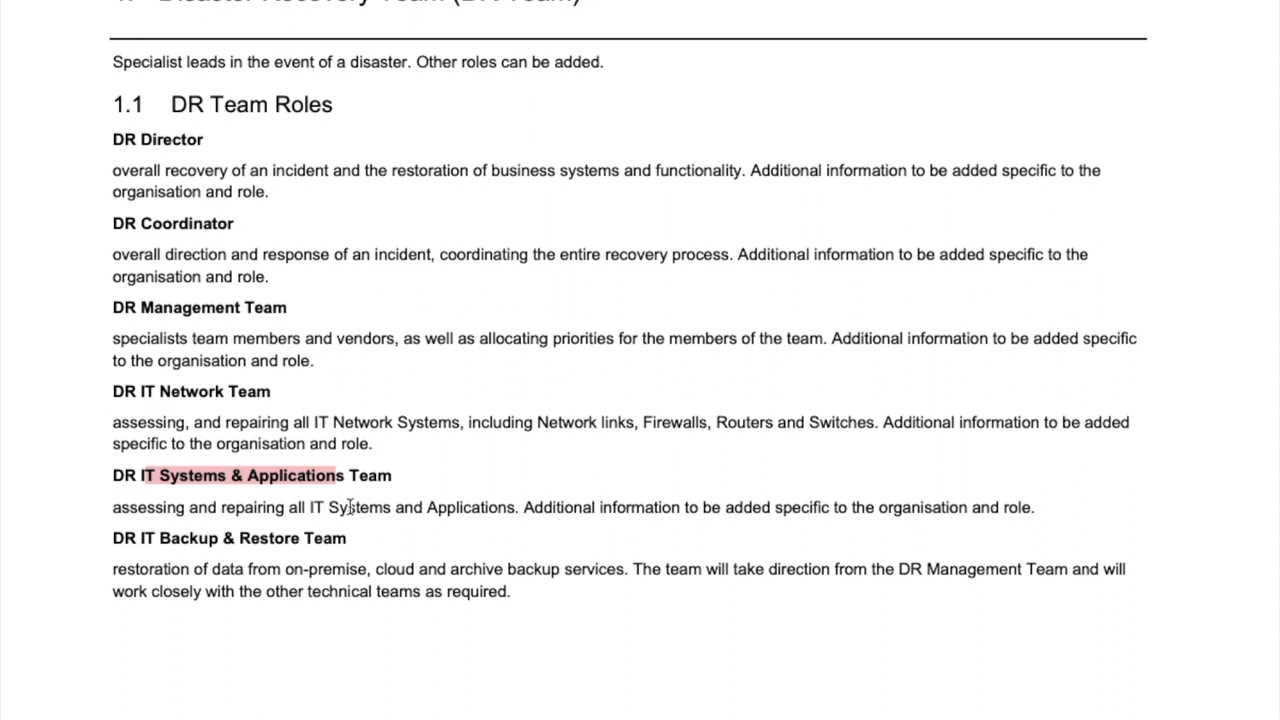 Disaster Recovery Team (DR Team)
Specialist leads in the event of a disaster. Other roles can be added.
1.1 DR Team Roles
DR Director
overall recovery of an incident and the restoration of business systems and functionality. Additional information to be added specific to the
organisation and role.
DR Coordinator
overall direction and response of an incident, coordinating the entire recovery process. Additional information to be added specific to the
organisation and role.
DR Management Team
specialists team members and vendors, as well as allocating priorities for the members of the team. Additional information to be added specific
to the organisation and role.
DR IT Network Team
assessing, and repairing all IT Network Systems, including Network links, Firewalls, Routers and Switches. Additional information to be added
specific to the organisation and role.
DR IT Systems & Applications Team
assessing and repairing all IT Systems and Applications. Additional information to be added specific to the organisation and role.
DR IT Backup & Restore Team
restoration of data from on-premise, cloud and archive backup services. The team will take direction from the DR Management Team and will
work closely with the other technical teams as required.